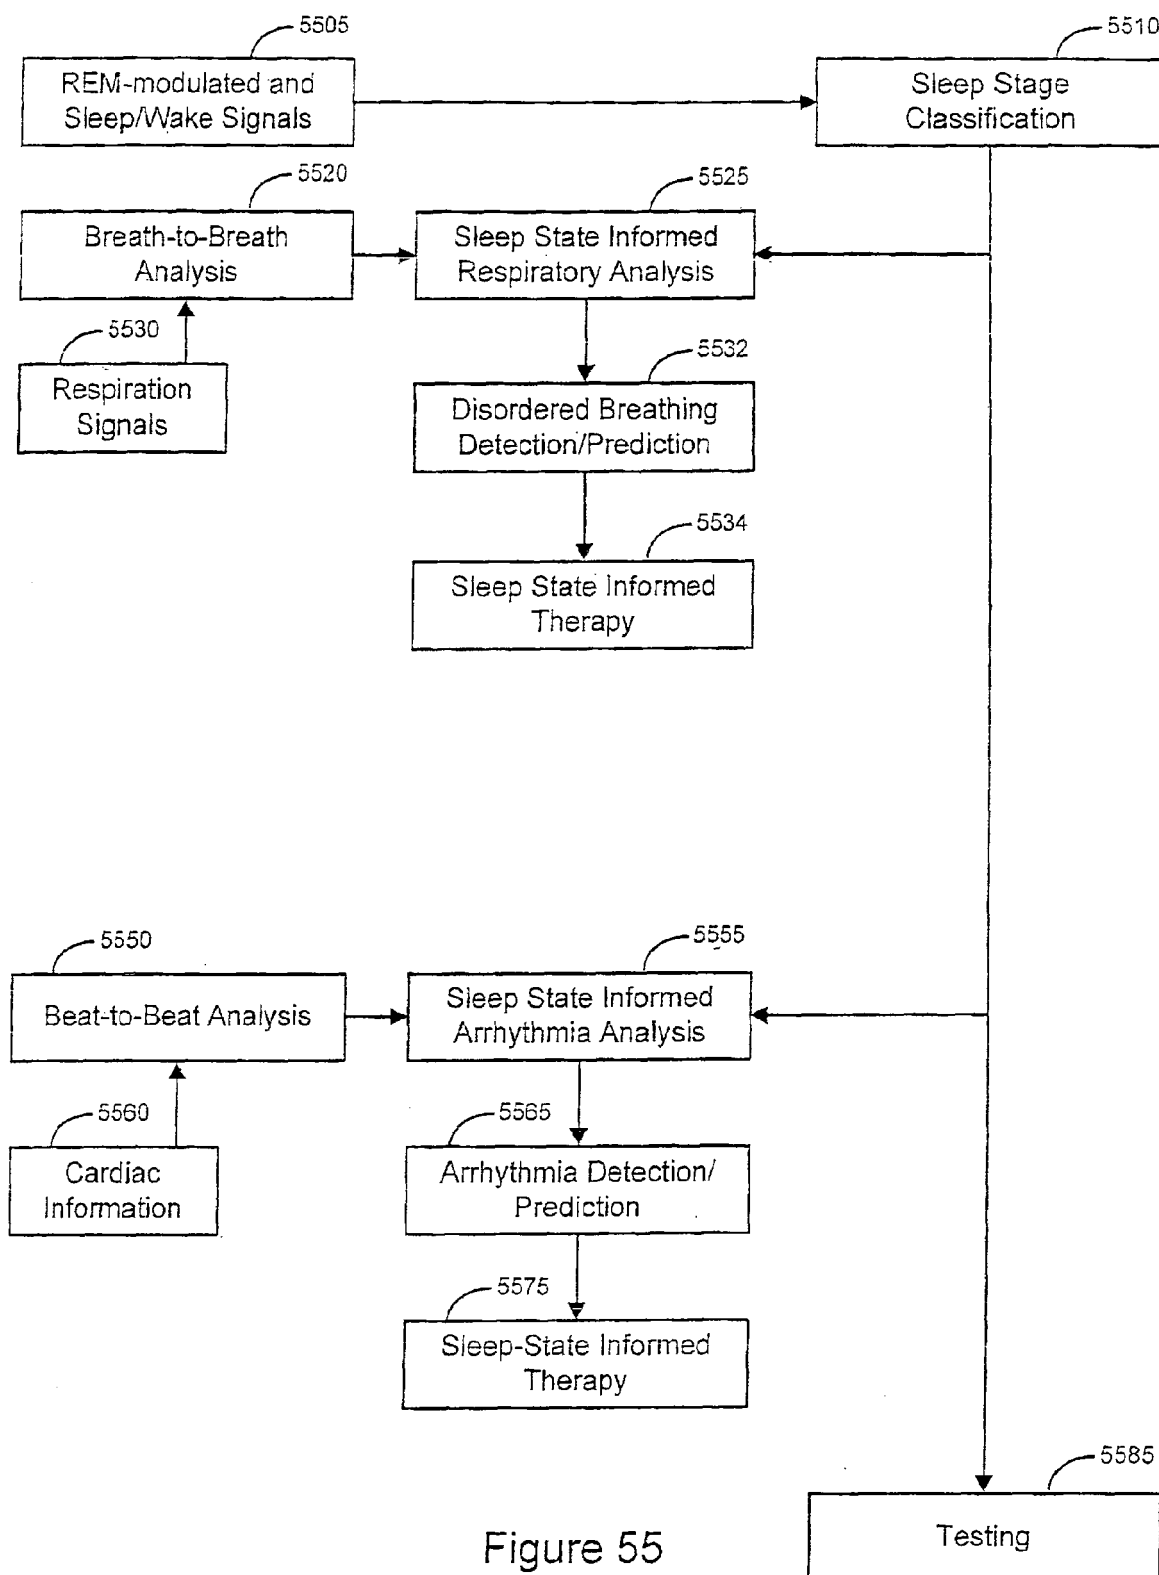 5505
5510
REM-modulated and
Sleep/Wake Signals
Sleep Stage
Classification
5520
5525
Breath-to-Breath
Analysis
Sleep State Informed
Respiratory Analysis
5530
Respiration
Signals
5532
Disordered Breathing
Detection/Prediction
5534
Sleep State Informed
Therapy
5550
5555
Beat-to-Beat Analysis
Sleep State Informed
Arrhythmia Analysis
5560
Cardiac
Information
5565
Arrhythmia Detection/
Prediction
5575
Sleep-State Informed
Therapy
5585
Testing
Figure 55